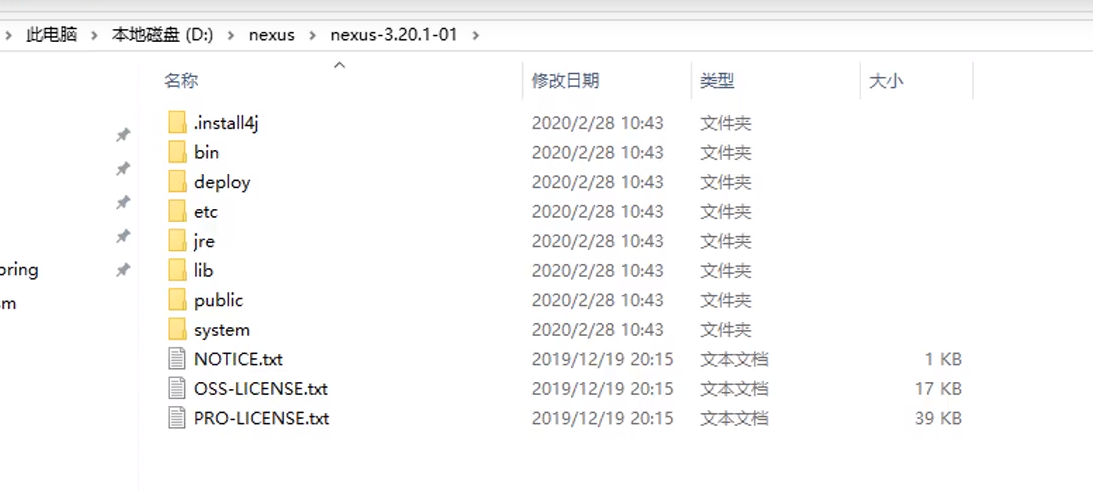 此电脑 > 本地磁盘 (D:) > nexus > nexus-3.20.1-01 >
名称 修改日期 类型 大小
.install4j 2020/2/28 10:43 文件夹
bin 2020/2/28 10:43 文件夹
deploy 2020/2/28 10:43 文件夹
etc 2020/2/28 10:43 文件夹
jre 2020/2/28 10:43 文件夹
lib 2020/2/28 10:43 文件夹
public 2020/2/28 10:43 文件夹
system 2020/2/28 10:43 文件夹
NOTICE.txt 2019/12/19 20:15 文本文档 1 KB
OSS-LICENSE.txt 2019/12/19 20:15 文本文档 17 KB
PRO-LICENSE.txt 2019/12/19 20:15 文本文档 39 KB